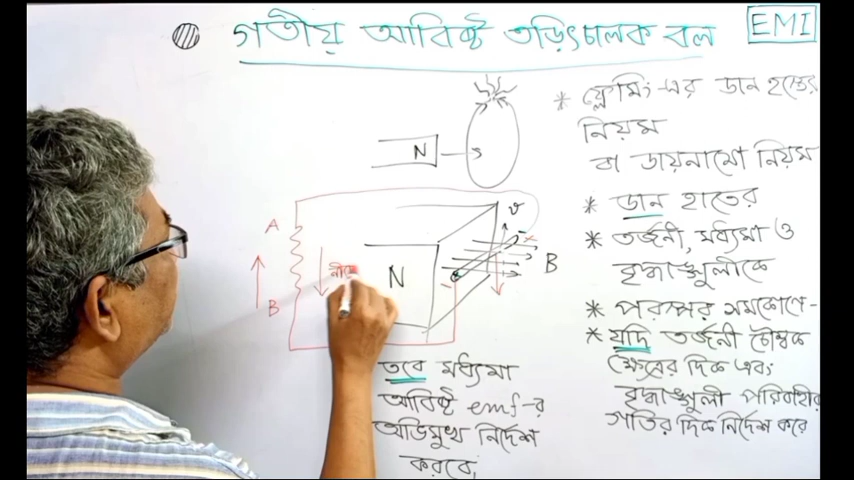 গতীয় আবিষ্ট তড়িৎচালক বল
EMI
N
* ফ্লেমিং-এর ডান হস্তের
নিয়ম
বা ডায়নামো নিয়ম
* ডান হাতের
* তর্জনী, মধ্যমা ও
বৃদ্ধাঙ্গুলীকে
* পরস্পর সমকোণে-
* যদি তর্জনী চৌম্বক
ক্ষেত্রের দিক এবং
বৃদ্ধাঙ্গুলী পরিবাহীর
গতির দিক নির্দেশ করে
A
B
N
v
B
তবে মধ্যমা
আবিষ্ট emf-র
অভিমুখ নির্দেশ
করবে,